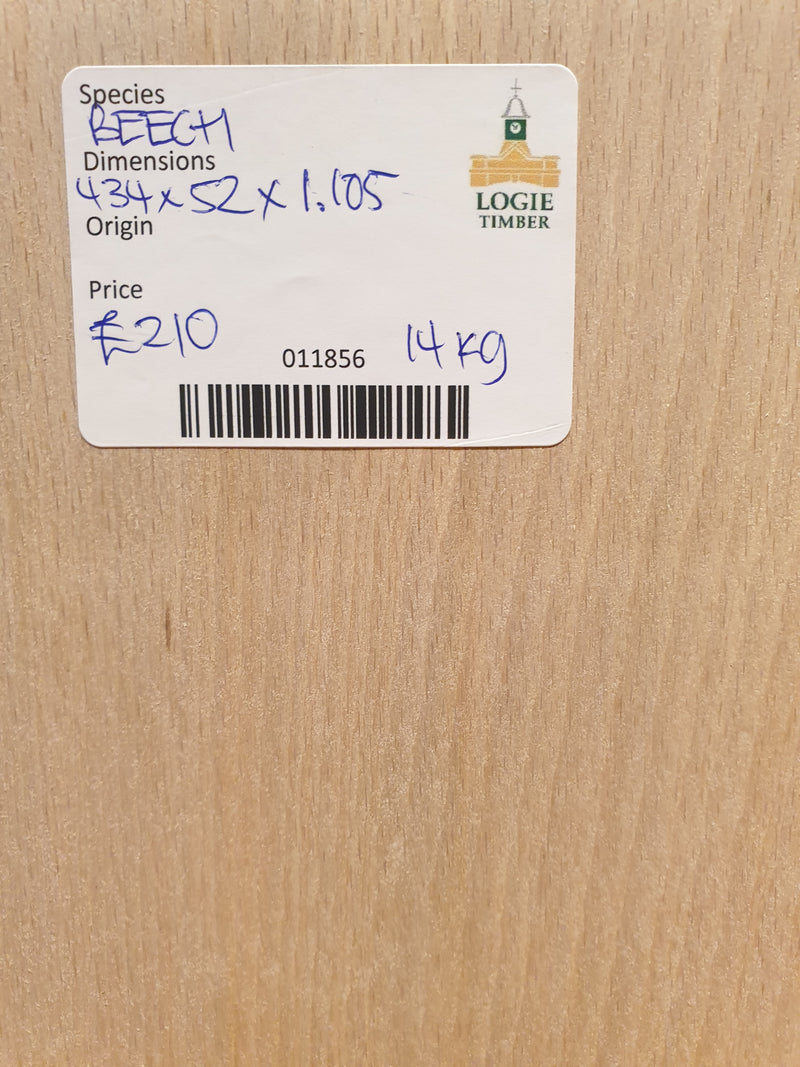 Species
BEECH
Dimensions
434 x 52 x 1.105
Origin
LOGIE
TIMBER
Price
£210
011856
14 KG